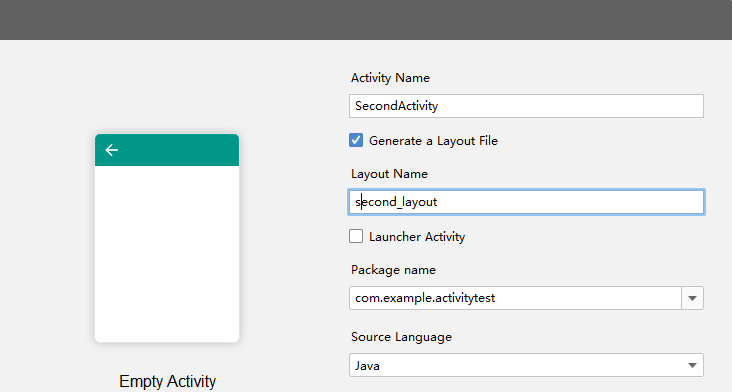 Activity Name
SecondActivity
Generate a Layout File
Layout Name
second_layout
Launcher Activity
Package name
com.example.activitytest
Source Language
Java
Empty Activity